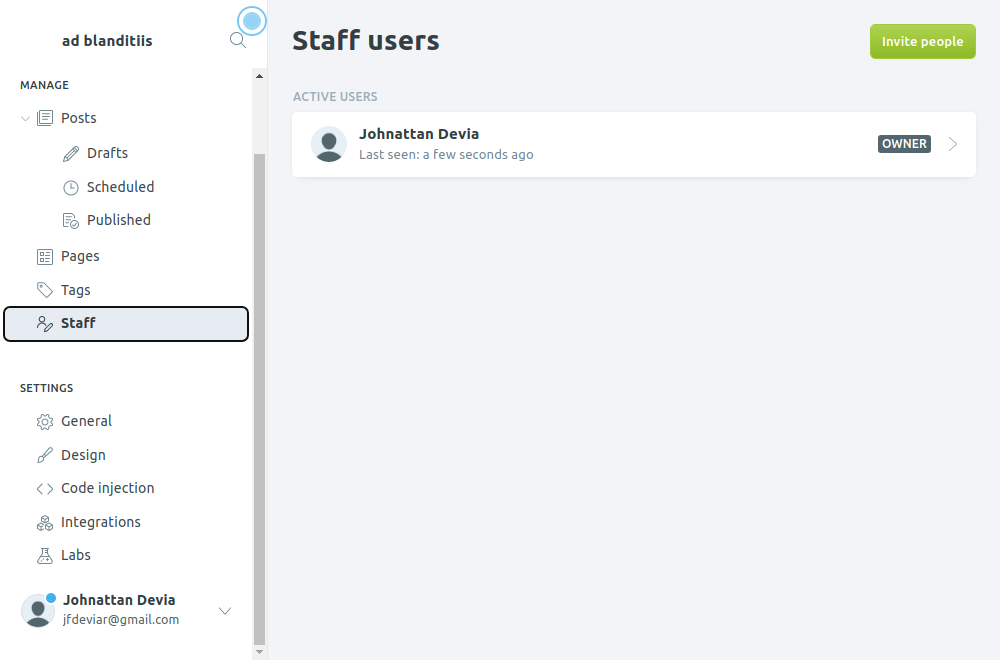 ad blanditiis
MANAGE
Posts
Drafts
Scheduled
Published
Pages
Tags
Staff
SETTINGS
General
Design
Code injection
Integrations
Labs
Johnattan Devia
jfdeviar@gmail.com
Staff users
Invite people
ACTIVE USERS
Johnattan Devia
Last seen: a few seconds ago
OWNER